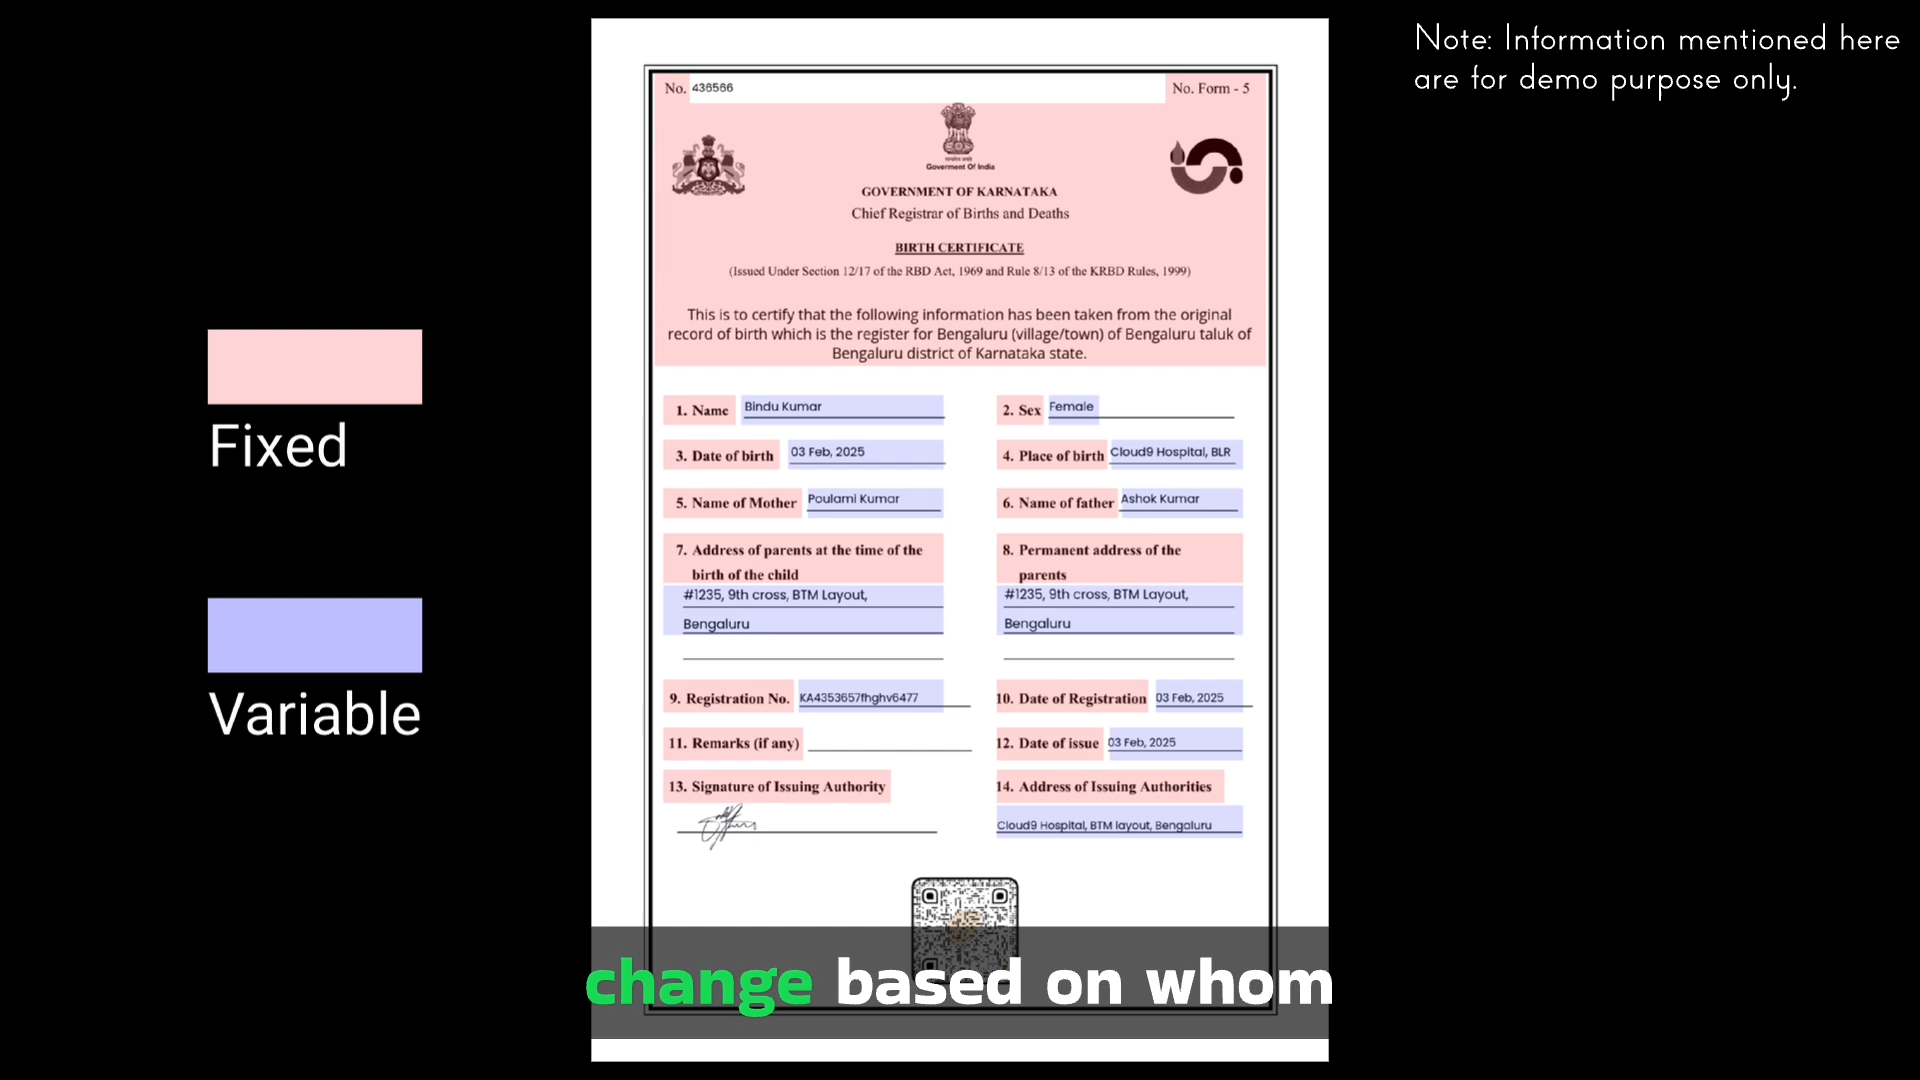 Note: Information mentioned here
are for demo purpose only.
No. 436566
No. Form - 5
Goverment Of India
GOVERNMENT OF KARNATAKA
Chief Registrar of Births and Deaths
BIRTH CERTIFICATE
(Issued Under Section 12/17 of the RBD Act, 1969 and Rule 8/13 of the KRBD Rules, 1999)
This is to certify that the following information has been taken from the original
record of birth which is the register for Bengaluru (village/town) of Bengaluru taluk of
Bengaluru district of Karnataka state.
1. Name Bindu Kumar
2. Sex Female
3. Date of birth 03 Feb, 2025
4. Place of birth Cloud9 Hospital, BLR
5. Name of Mother Poulami Kumar
6. Name of father Ashok Kumar
7. Address of parents at the time of the
birth of the child
#1235, 9th cross, BTM Layout,
Bengaluru
8. Permanent address of the
parents
#1235, 9th cross, BTM Layout,
Bengaluru
9. Registration No. KA4353657fhghv6477
10. Date of Registration 03 Feb, 2025
11. Remarks (if any)
12. Date of issue 03 Feb, 2025
13. Signature of Issuing Authority
14. Address of Issuing Authorities
Cloud9 Hospital, BTM layout, Bengaluru
Fixed
Variable
change based on whom